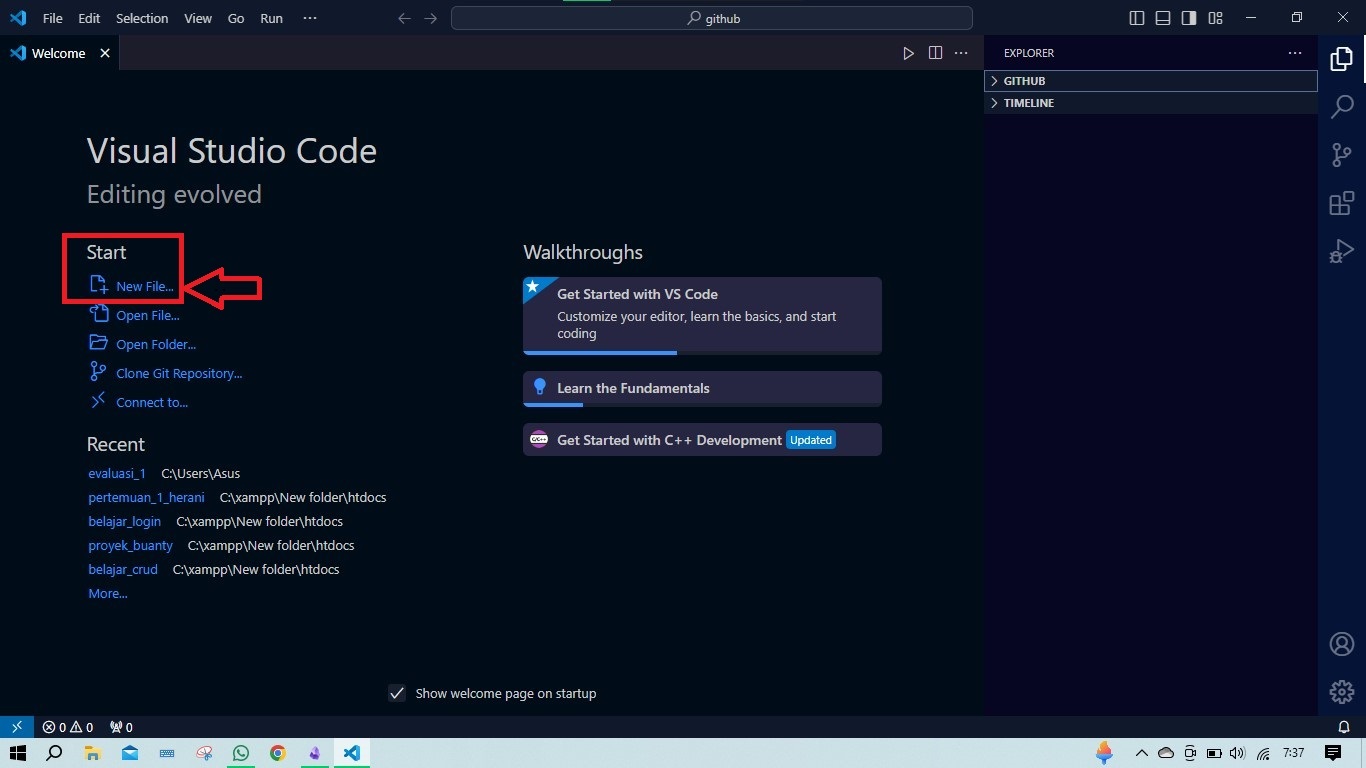 File Edit Selection View Go Run ··· github
Welcome
EXPLORER
GITHUB
TIMELINE
Visual Studio Code
Editing evolved
Start
New File...
Open File...
Open Folder...
Clone Git Repository...
Connect to...
Recent
evaluasi_1 C:\Users\Asus
pertemuan_1_herani C:\xampp\New folder\htdocs
belajar_login C:\xampp\New folder\htdocs
proyek_buanty C:\xampp\New folder\htdocs
belajar_crud C:\xampp\New folder\htdocs
More...
Walkthroughs
Get Started with VS Code
Customize your editor, learn the basics, and start
coding
Learn the Fundamentals
C/C++ Get Started with C++ Development Updated
Show welcome page on startup
0 0 0
7:37